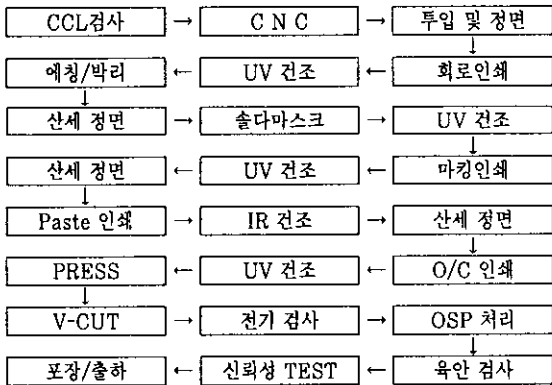 CCL검사 → C N C → 투입 및 정면
에칭/박리 ← UV 건조 ← 회로인쇄
산세 정면 → 솔다마스크 → UV 건조
산세 정면 ← UV 건조 ← 마킹인쇄
Paste 인쇄 → IR 건조 → 산세 정면
PRESS ← UV 건조 ← O/C 인쇄
V-CUT → 전기 검사 → OSP 처리
포장/출하 ← 신뢰성 TEST ← 육안 검사